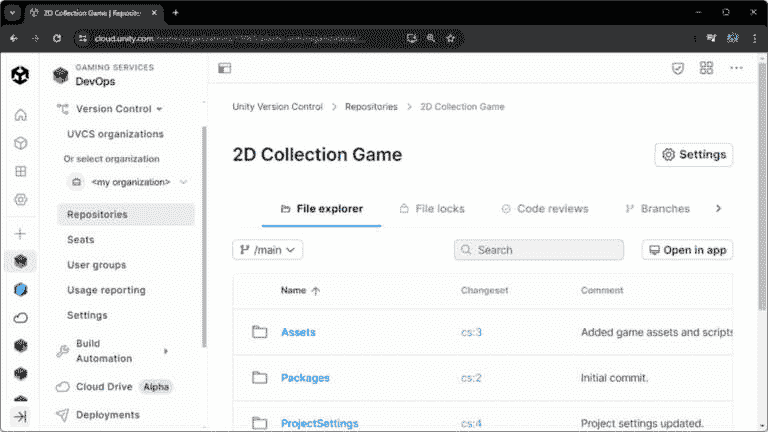 2D Collection Game | Reposito
cloud.unity.com
GAMING SERVICES
DevOps
Version Control
UVCS organizations
Or select organization
<my organization>
Repositories
Seats
User groups
Usage reporting
Settings
Build
Automation
Cloud Drive Alpha
Deployments
Unity Version Control > Repositories > 2D Collection Game
2D Collection Game
Settings
File explorer File locks Code reviews Branches
/main
Search
Open in app
Name Changeset Comment
Assets cs:3 Added game assets and scripts
Packages cs:2 Initial commit.
ProjectSettings cs:4 Project settings updated.